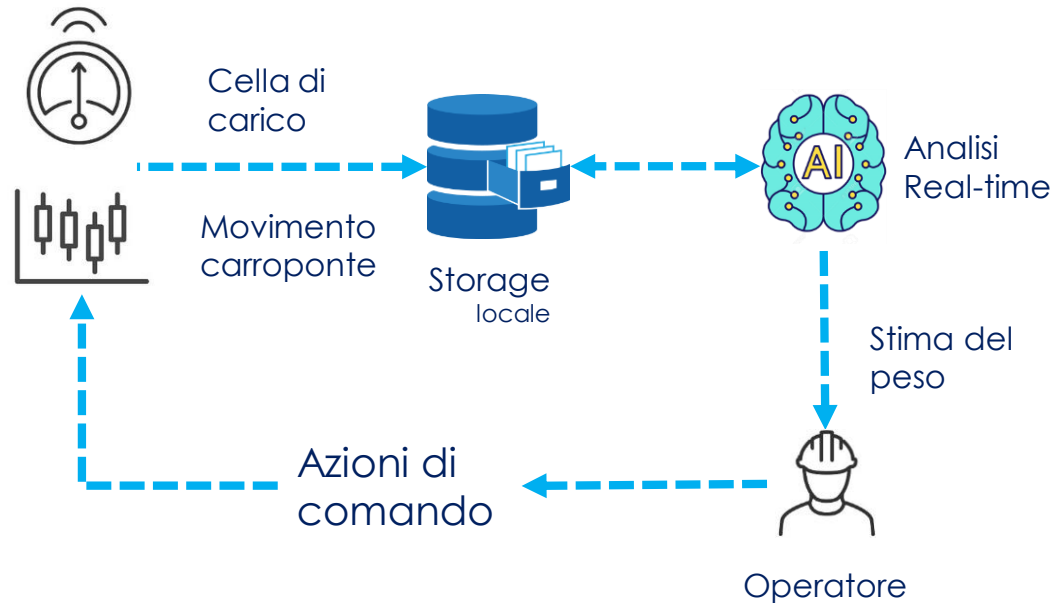 Cella di
carico
Movimento
carroponte
Storage
locale
AI
Analisi
Real-time
Stima del
peso
Azioni di
comando
Operatore